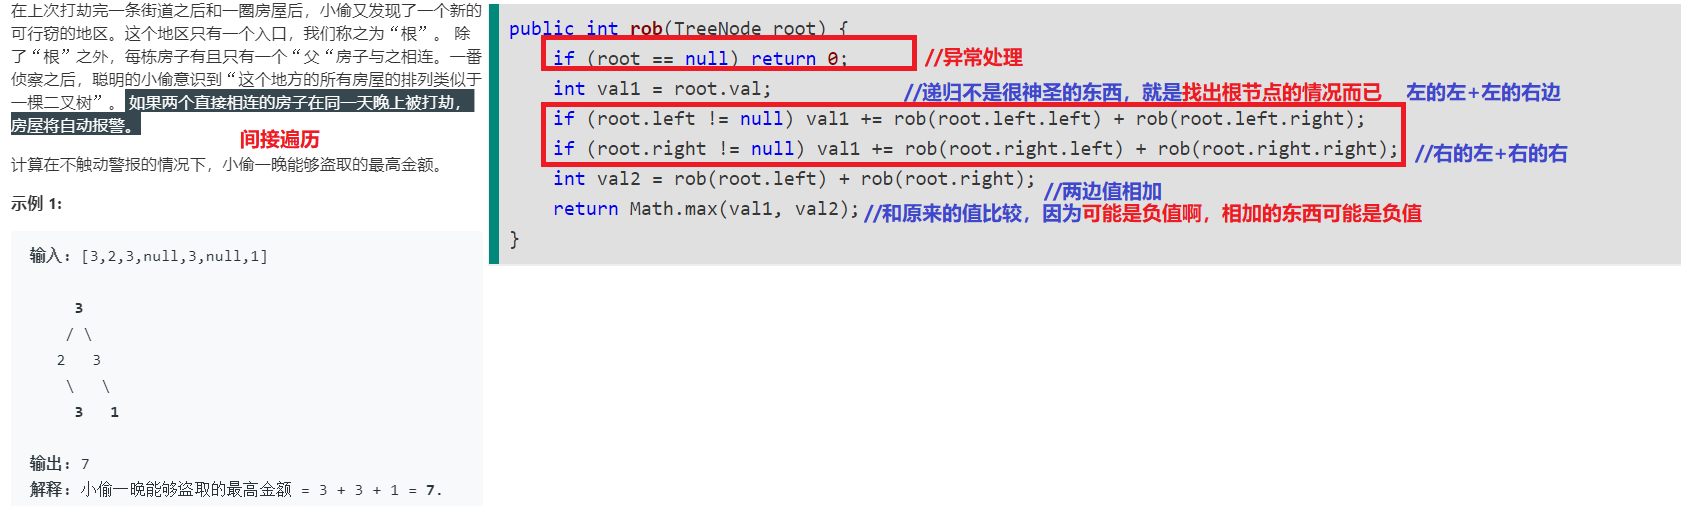 在上次打劫完一条街道之后和一圈房屋后，小偷又发现了一个新的
可行窃的地区。这个地区只有一个入口，我们称之为“根”。 除
了“根”之外，每栋房子有且只有一个“父“房子与之相连。一番
侦察之后，聪明的小偷意识到“这个地方的所有房屋的排列类似于
一棵二叉树”。 如果两个直接相连的房子在同一天晚上被打劫，
房屋将自动报警。
间接遍历
计算在不触动警报的情况下，小偷一晚能够盗取的最高金额。
示例 1:
输入: [3,2,3,null,3,null,1]
3
/ \
2 3
\ \
3 1
输出: 7
解释: 小偷一晚能够盗取的最高金额 = 3 + 3 + 1 = 7.
public int rob(TreeNode root) {
if (root == null) return 0; //异常处理
int val1 = root.val; //递归不是很神圣的东西，就是找出根节点的情况而已 左的左+左的右边
if (root.left != null) val1 += rob(root.left.left) + rob(root.left.right);
if (root.right != null) val1 += rob(root.right.left) + rob(root.right.right); //右的左+右的右
int val2 = rob(root.left) + rob(root.right); //两边值相加
return Math.max(val1, val2); //和原来的值比较，因为可能是负值啊，相加的东西可能是负值
}